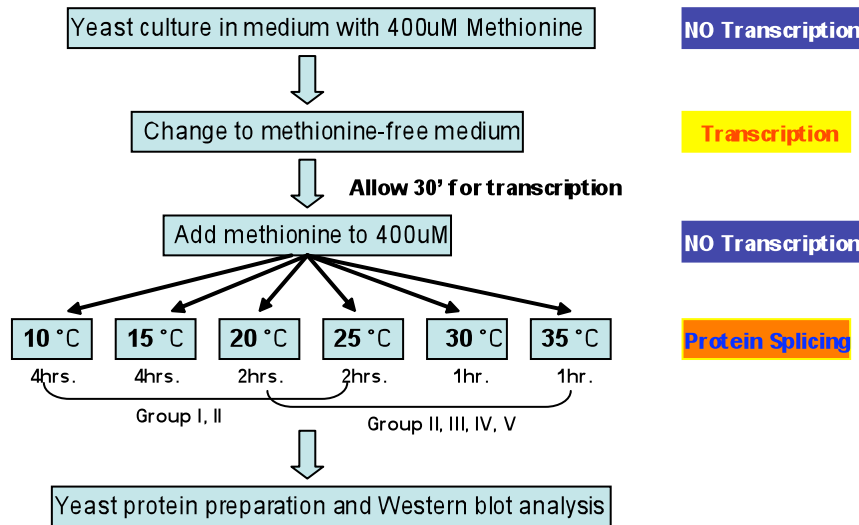 Yeast culture in medium with 400uM Methionine
NO Transcription
Change to methionine-free medium
Transcription
Allow 30' for transcription
Add methionine to 400uM
NO Transcription
10 °C 15 °C 20 °C 25 °C 30 °C 35 °C
Protein Splicing
4hrs. 4hrs. 2hrs. 2hrs. 1hr. 1hr.
Group I, II
Group II, III, IV, V
Yeast protein preparation and Western blot analysis